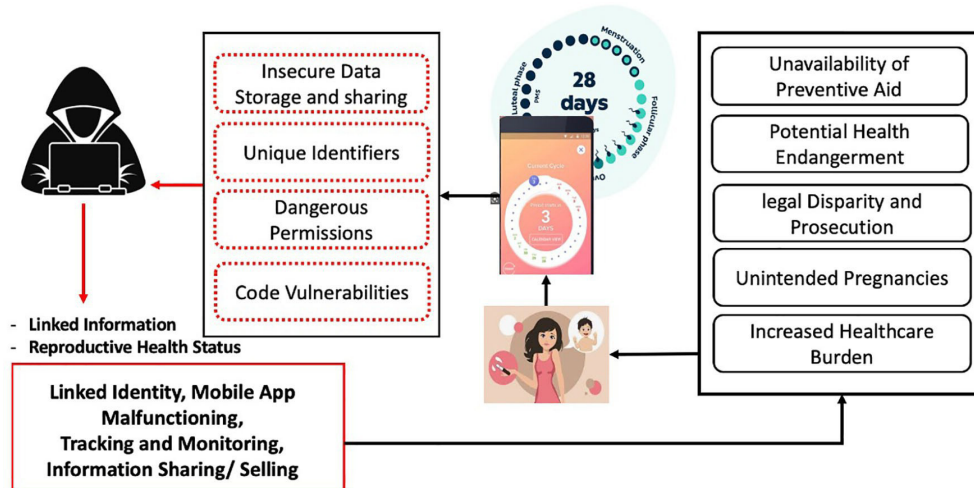 Insecure Data
Storage and sharing
Unique Identifiers
Dangerous
Permissions
Code Vulnerabilities
- Linked Information
- Reproductive Health Status
Linked Identity, Mobile App
Malfunctioning,
Tracking and Monitoring,
Information Sharing/ Selling
Luteal phase
PMS
Menstruation
Follicular phase
28
days
Current Cycle
3
DAYS
Unavailability of
Preventive Aid
Potential Health
Endangerment
legal Disparity and
Prosecution
Unintended Pregnancies
Increased Healthcare
Burden